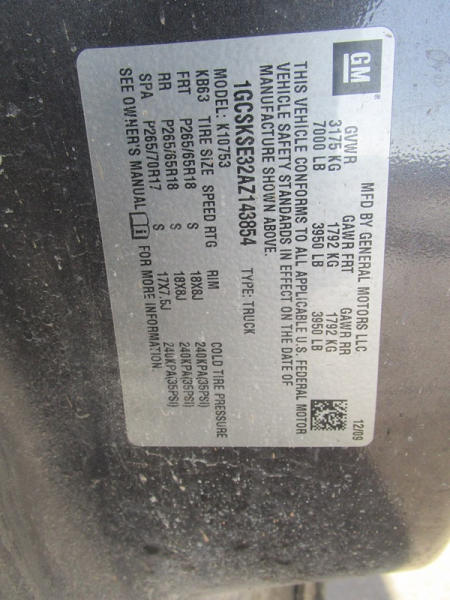 GM
MFD BY GENERAL MOTORS LLC
12/09
GVWR GAWR FRT GAWR RR
3175 KG 1792 KG 1792 KG
7000 LB 3950 LB 3950 LB
THIS VEHICLE CONFORMS TO ALL APPLICABLE U.S. FEDERAL MOTOR
VEHICLE SAFETY STANDARDS IN EFFECT ON THE DATE OF
MANUFACTURE SHOWN ABOVE.
1GCSKSE32AZ143854 TYPE: TRUCK
MODEL: K10753
KB63 TIRE SIZE SPEED RTG RIM COLD TIRE PRESSURE
FRT P265/65R18 S 18X8J 240KPA(35PSI)
RR P265/65R18 S 18X8J 240KPA(35PSI)
SPA P265/70R17 S 17X7.5J 240KPA(35PSI)
SEE OWNER'S MANUAL FOR MORE INFORMATION.